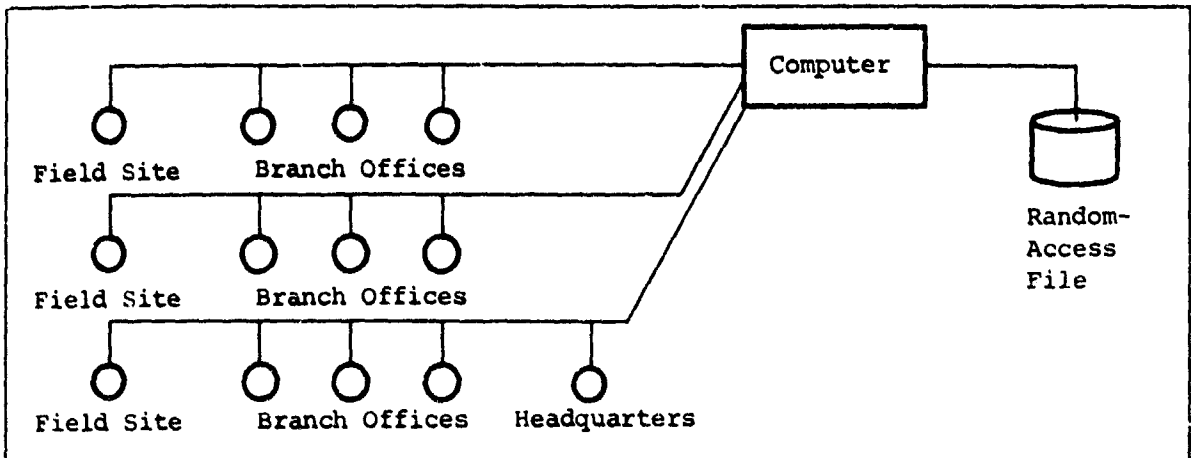 Computer
Field Site
Branch Offices
Random-
Access
File
Field Site
Branch Offices
Field Site
Branch Offices
Headquarters